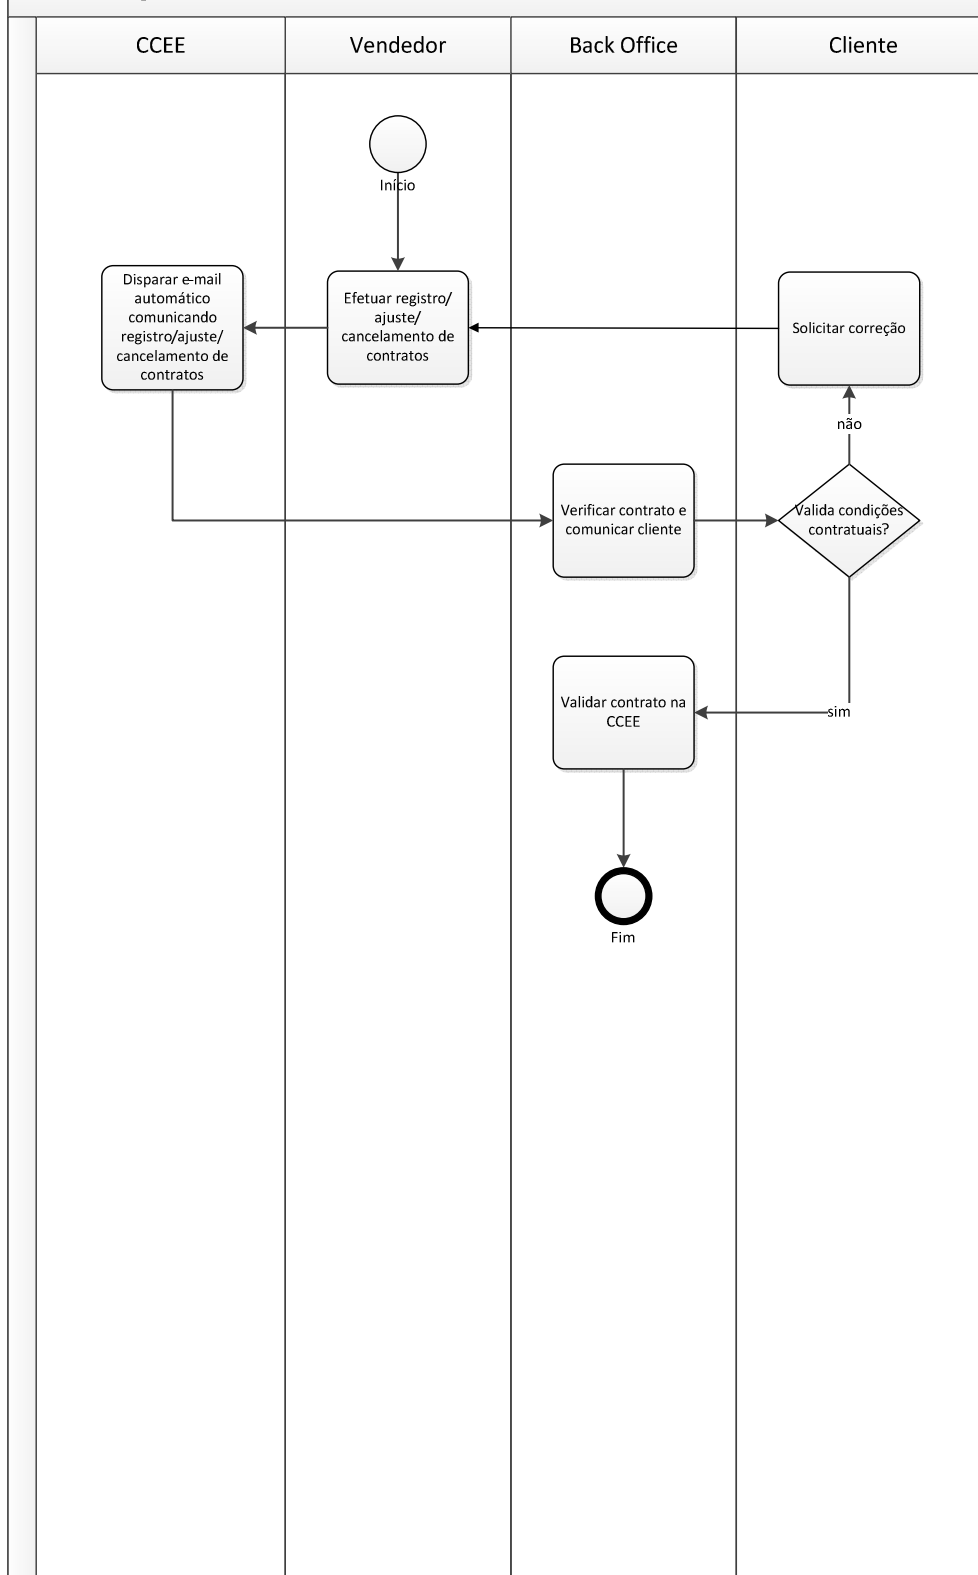 CCEE
Vendedor
Back Office
Cliente
Início
Disparar e-mail
automático
comunicando
registro/ajuste/
cancelamento de
contratos
Efetuar registro/
ajuste/
cancelamento de
contratos
Solicitar correção
não
Verificar contrato e
comunicar cliente
Valida condições
contratuais?
Validar contrato na
CCEE
sim
Fim